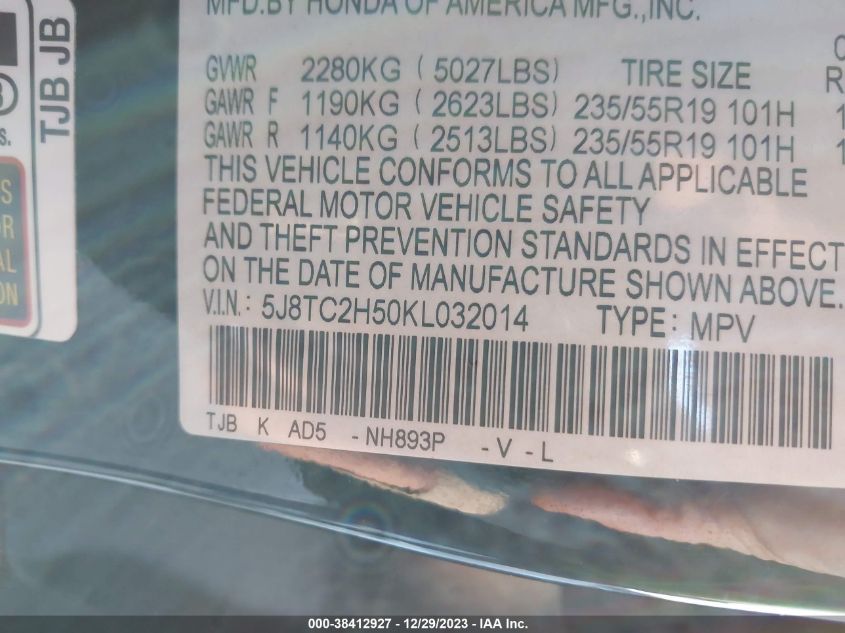 MFD.BY HONDA OF AMERICA MFG.,INC.
GVWR 2280KG ( 5027LBS) TIRE SIZE
GAWR F 1190KG ( 2623LBS) 235/55R19 101H
GAWR R 1140KG ( 2513LBS) 235/55R19 101H
THIS VEHICLE CONFORMS TO ALL APPLICABLE
FEDERAL MOTOR VEHICLE SAFETY
AND THEFT PREVENTION STANDARDS IN EFFECT
ON THE DATE OF MANUFACTURE SHOWN ABOVE.
V.I.N.: 5J8TC2H50KL032014 TYPE: MPV
TJB K AD5 -NH893P -V-L
TJB JB
000-38412927 - 12/29/2023 - IAA Inc.